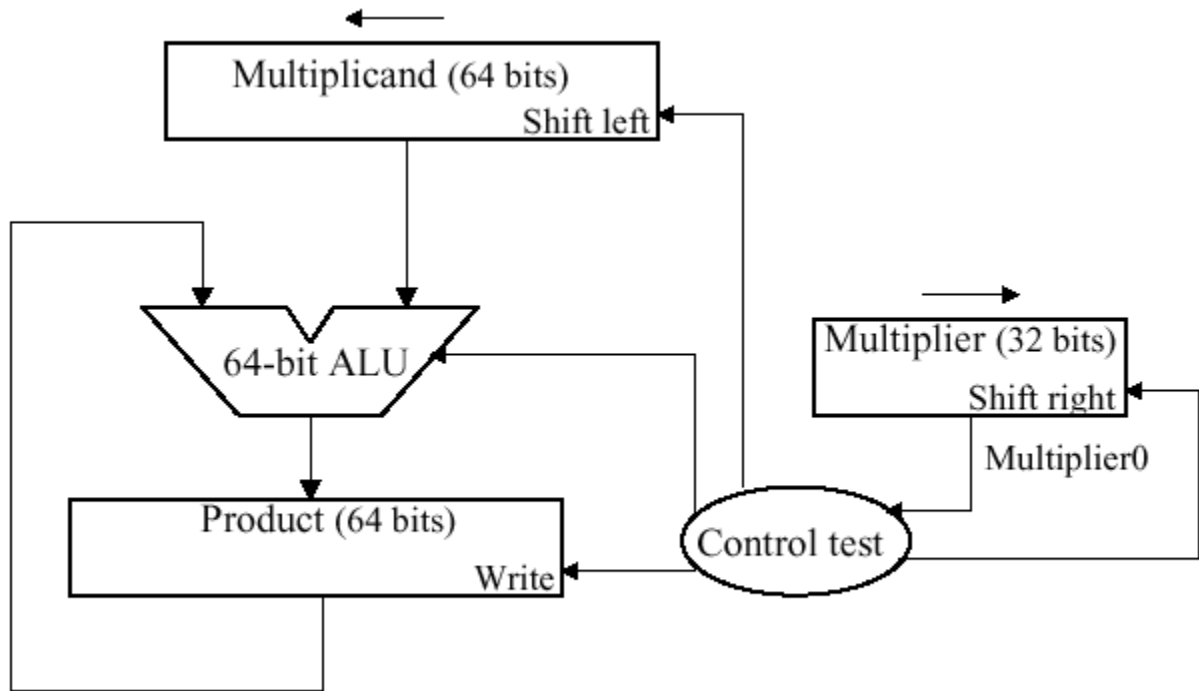 Multiplicand (64 bits)
Shift left
64-bit ALU
Multiplier (32 bits)
Shift right
Multiplier0
Product (64 bits)
Write
Control test